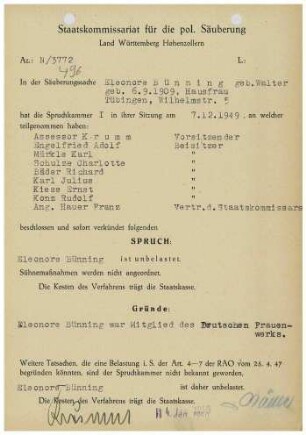 Staatskommissariat für die pol. Säuberung
Land Württemberg Hohenzollern
Az.: N/3772 L:
496
In der Säuberungssache Eleonore Bünning geb.Walter
geb. 6.9.1909, Hausfrau
Tübingen, Wilhelmstr. 5
hat die Spruchkammer I in ihrer Sitzung am 7.12.1949, an welcher
teilgenommen haben:
Assessor Krumm Vorsitzender
Engelfried Adolf Beisitzer
Märkle Karl "
Schulze Charlotte "
Bäder Richard "
Karl Julius "
Kiess Ernst "
Konz Rudolf "
Ang. Hauer Franz Vertr.d.Staatskommissars
beschlossen und sofort verkündet folgenden
SPRUCH:
Eleonore Bünning ist unbelastet.
Sühnemaßnahmen werden nicht angeordnet.
Die Kosten des Verfahrens trägt die Staatskasse.
Gründe:
Eleonore Bünning war Mitglied des Deutschen Frauen-
werks.
Weitere Tatsachen, die eine Belastung i. S. der Art. 4—7 der RAO vom 26. 4. 47
begründen könnten, sind der Spruchkammer nicht bekannt geworden.
Eleonore Bünning ist daher unbelastet.
Die Kosten des Verfahrens trägt die Staatskasse.
Krumm